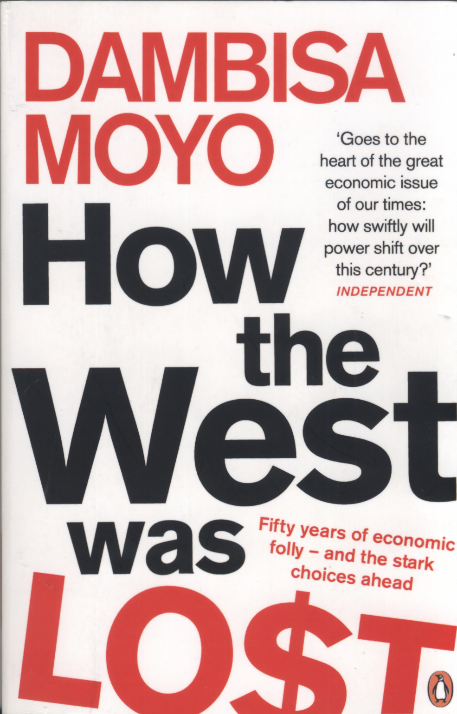 DAMBISA
MOYO
'Goes to the
heart of the great
economic issue
of our times:
how swiftly will
power shift over
this century?'
INDEPENDENT
How
the
West
was
Fifty years of economic
folly – and the stark
choices ahead
LO$T